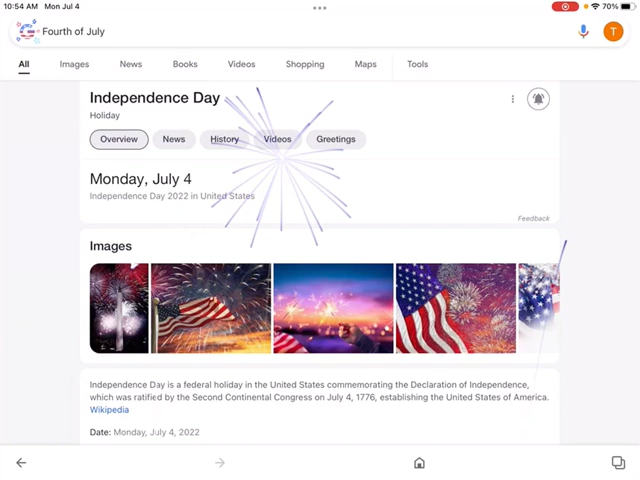 10:54 AM Mon Jul 4
70%
Fourth of July
T
All Images News Books Videos Shopping Maps Tools
Independence Day
Holiday
Overview News History Videos Greetings
Monday, July 4
Independence Day 2022 in United States
Feedback
Images
Independence Day is a federal holiday in the United States commemorating the Declaration of Independence,
which was ratified by the Second Continental Congress on July 4, 1776, establishing the United States of America.
Wikipedia
Date: Monday, July 4, 2022